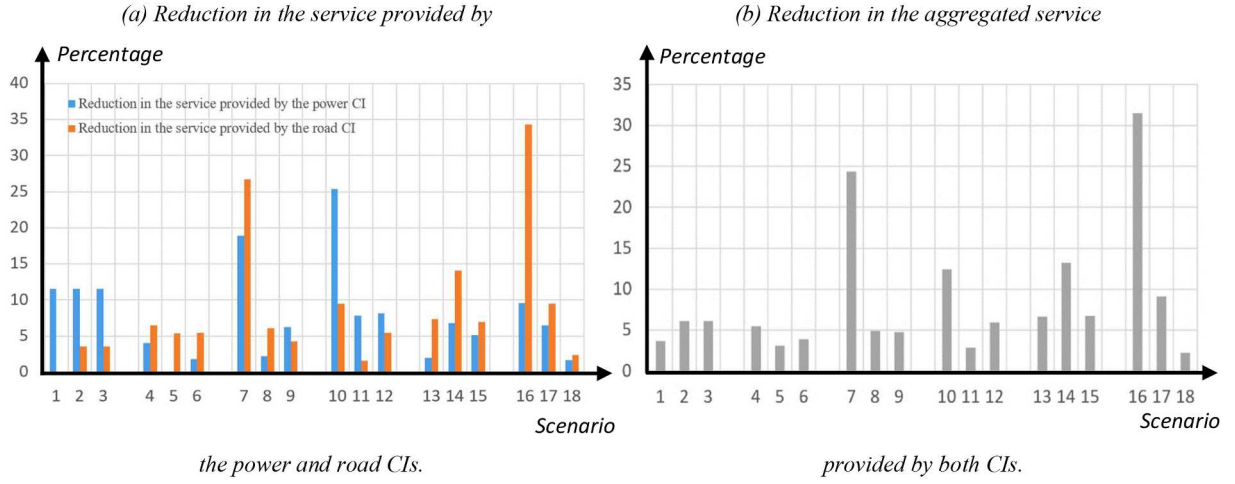 (a) Reduction in the service provided by
Percentage
40
35
30
25
20
15
10
5
0
Reduction in the service provided by the power CI
Reduction in the service provided by the road CI
1 2 3 4 5 6 7 8 9 10 11 12 13 14 15 16 17 18
Scenario
the power and road CIs.
(b) Reduction in the aggregated service
Percentage
35
30
25
20
15
10
5
0
1 2 3 4 5 6 7 8 9 10 11 12 13 14 15 16 17 18
Scenario
provided by both CIs.